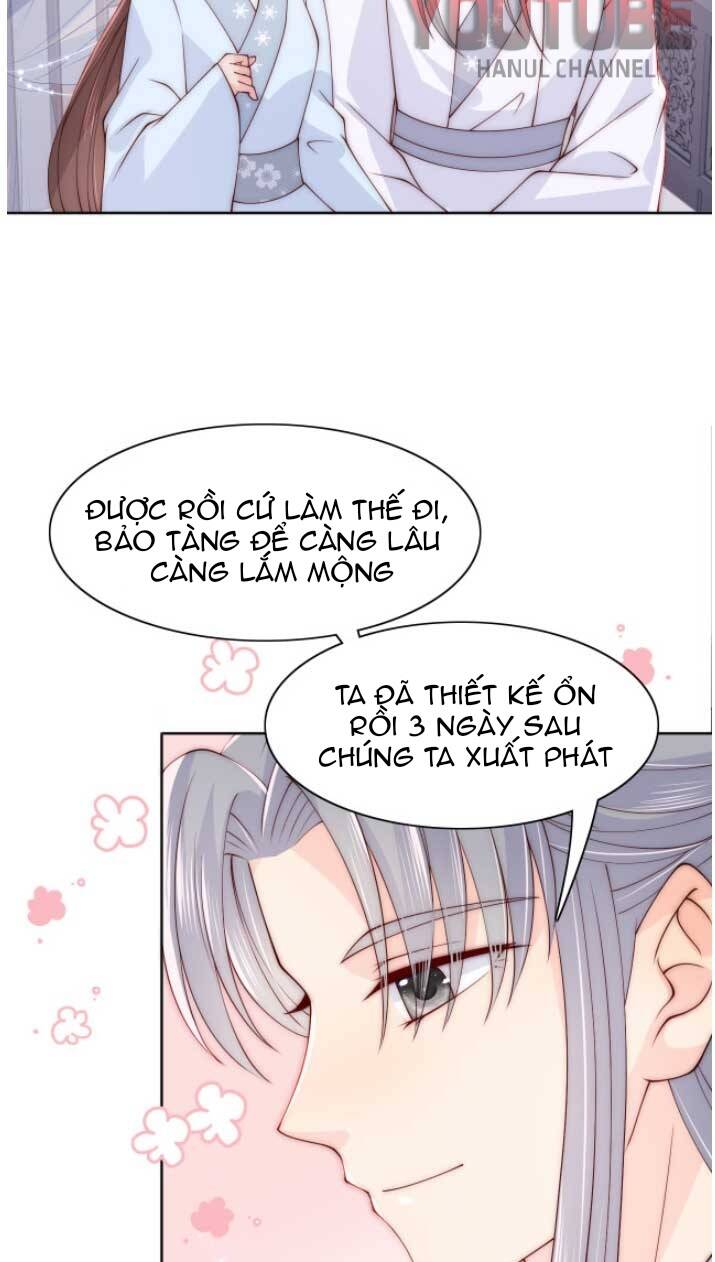 YOUTUBE
HANUL CHANNEL
ĐƯỢC RỒI CỨ LÀM THẾ ĐI,
BẢO TÀNG ĐỂ CÀNG LÂU
CÀNG LẮM MỘNG
TA ĐÃ THIẾT KẾ ỔN
RỒI 3 NGÀY SAU
CHÚNG TA XUẤT PHÁT